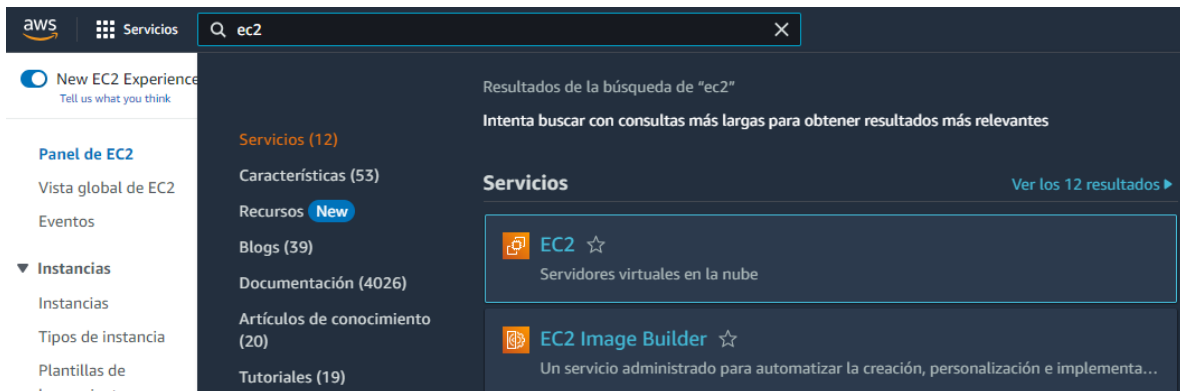 aws
Servicios
ec2
New EC2 Experience
Tell us what you think
Panel de EC2
Vista global de EC2
Eventos
Instancias
Instancias
Tipos de instancia
Plantillas de
Servicios (12)
Características (53)
Recursos New
Blogs (39)
Documentación (4026)
Artículos de conocimiento
(20)
Tutoriales (19)
Resultados de la búsqueda de "ec2"
Intenta buscar con consultas más largas para obtener resultados más relevantes
Servicios
Ver los 12 resultados
EC2
Servidores virtuales en la nube
EC2 Image Builder
Un servicio administrado para automatizar la creación, personalización e implementa...